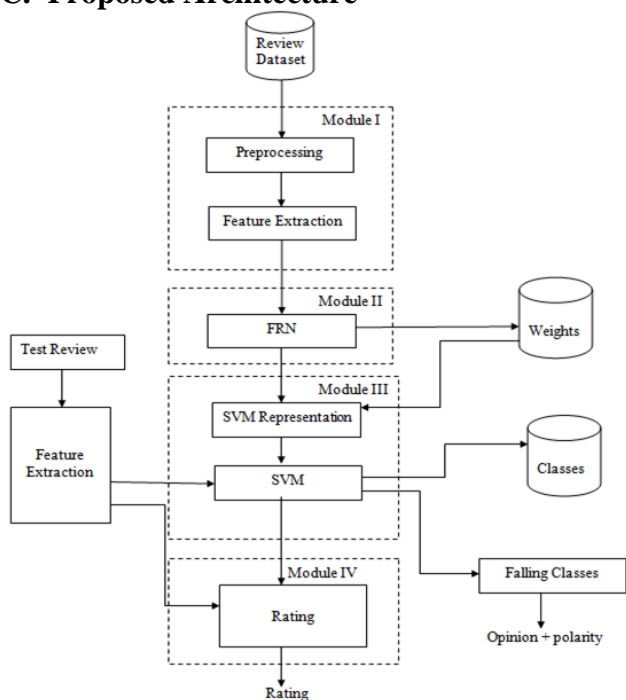 C. Proposed Architecture
Review
Dataset
Module I
Preprocessing
Feature Extraction
Module II
FRN
Weights
Test Review
Module III
SVM Representation
Feature
Extraction
SVM
Classes
Module IV
Falling Classes
Rating
Opinion + polarity
Rating